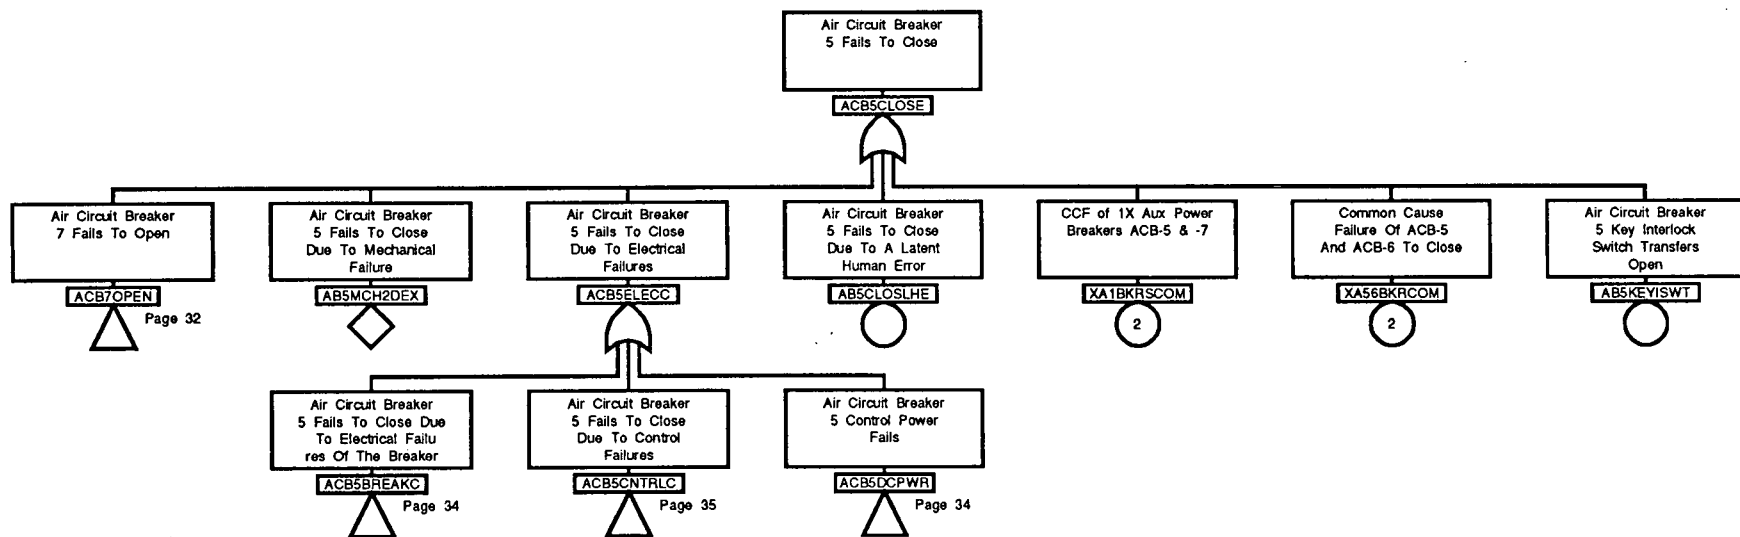 Air Circuit Breaker
5 Fails To Close
ACB5CLOSE
Air Circuit Breaker
7 Fails To Open
ACB7OPEN
Page 32
Air Circuit Breaker
5 Fails To Close
Due To Mechanical
Failure
AB5MCH2DEX
Air Circuit Breaker
5 Fails To Close
Due To Electrical
Failures
ACB5ELECC
Air Circuit Breaker
5 Fails To Close
Due To A Latent
Human Error
AB5CLOSLHE
CCF of 1X Aux Power
Breakers ACB-5 & -7
XA1BKRSCOM
2
Common Cause
Failure Of ACB-5
And ACB-6 To Close
XA56BKRCOM
2
Air Circuit Breaker
5 Key Interlock
Switch Transfers
Open
AB5KEYISWT
Air Circuit Breaker
5 Fails To Close Due
To Electrical Failu
res Of The Breaker
ACB5BREAKC
Page 34
Air Circuit Breaker
5 Fails To Close
Due To Control
Failures
ACB5CNTRLC
Page 35
Air Circuit Breaker
5 Control Power
Fails
ACB5DCPWR
Page 34